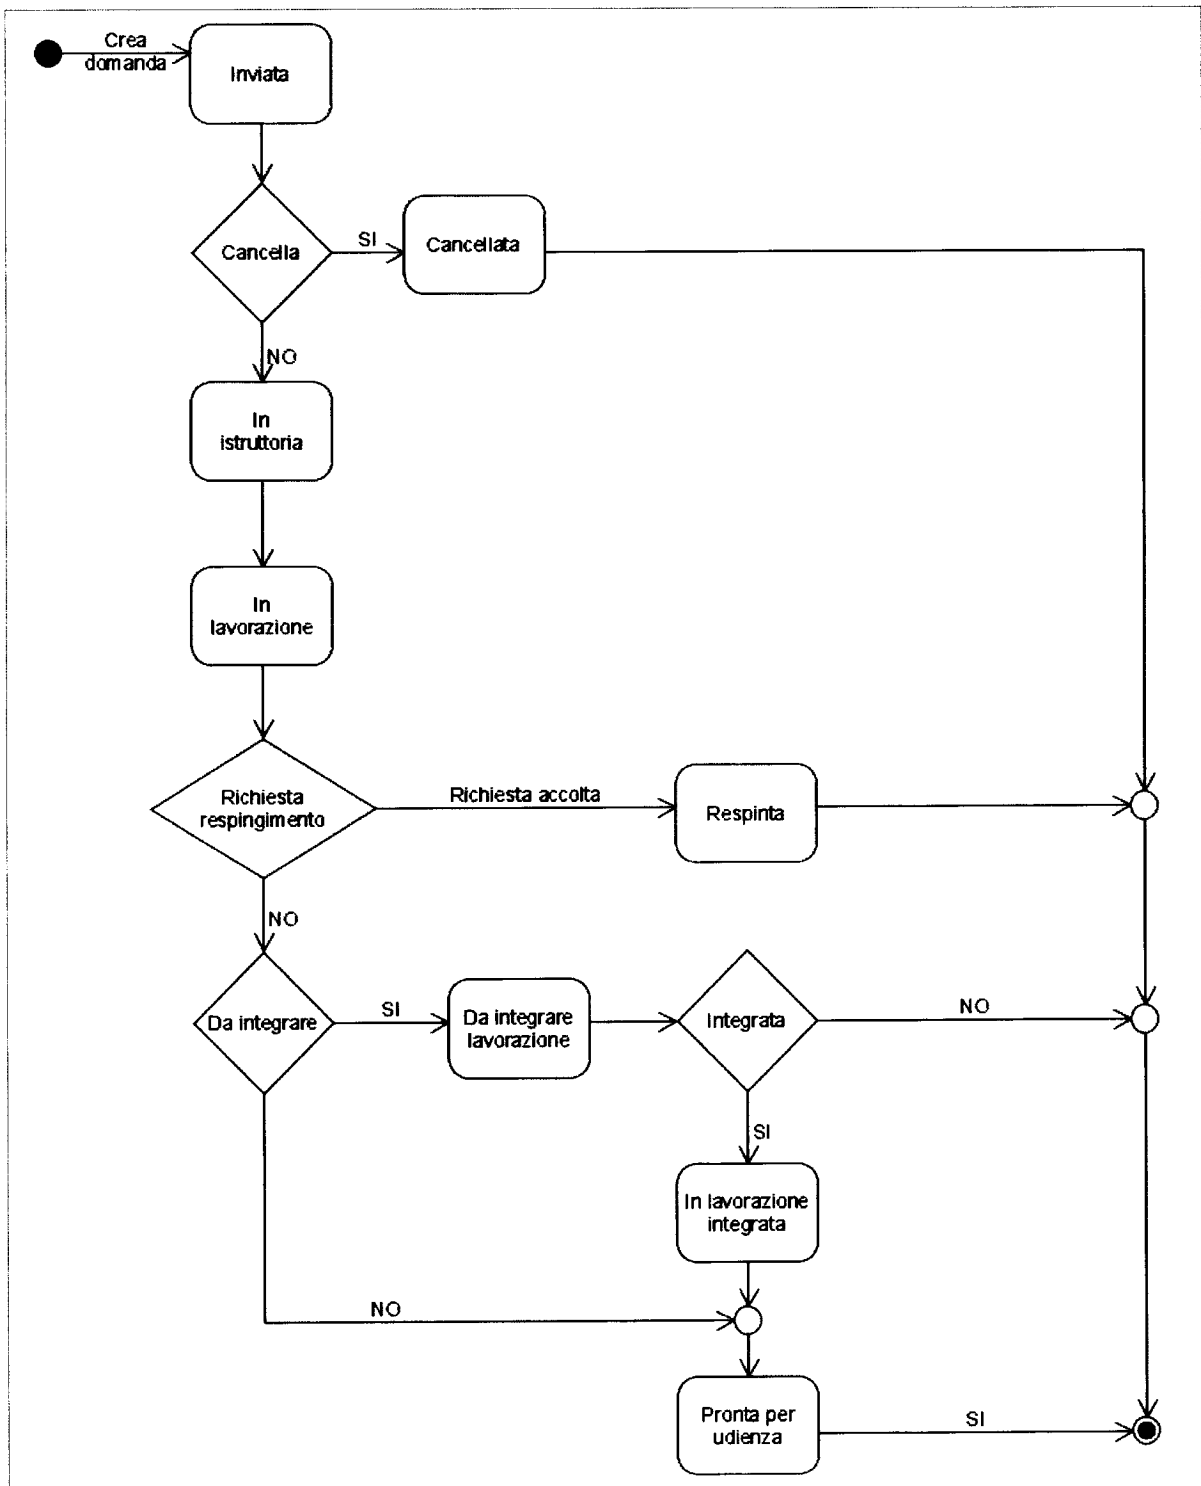 Crea
domanda
Inviata
Cancella
SI
Cancellata
NO
In
istruttoria
In
lavorazione
Richiesta
respingimento
Richiesta accolta
Respinta
NO
Da integrare
SI
Da integrare
lavorazione
Integrata
NO
SI
In lavorazione
integrata
NO
Pronta per
udienza
SI